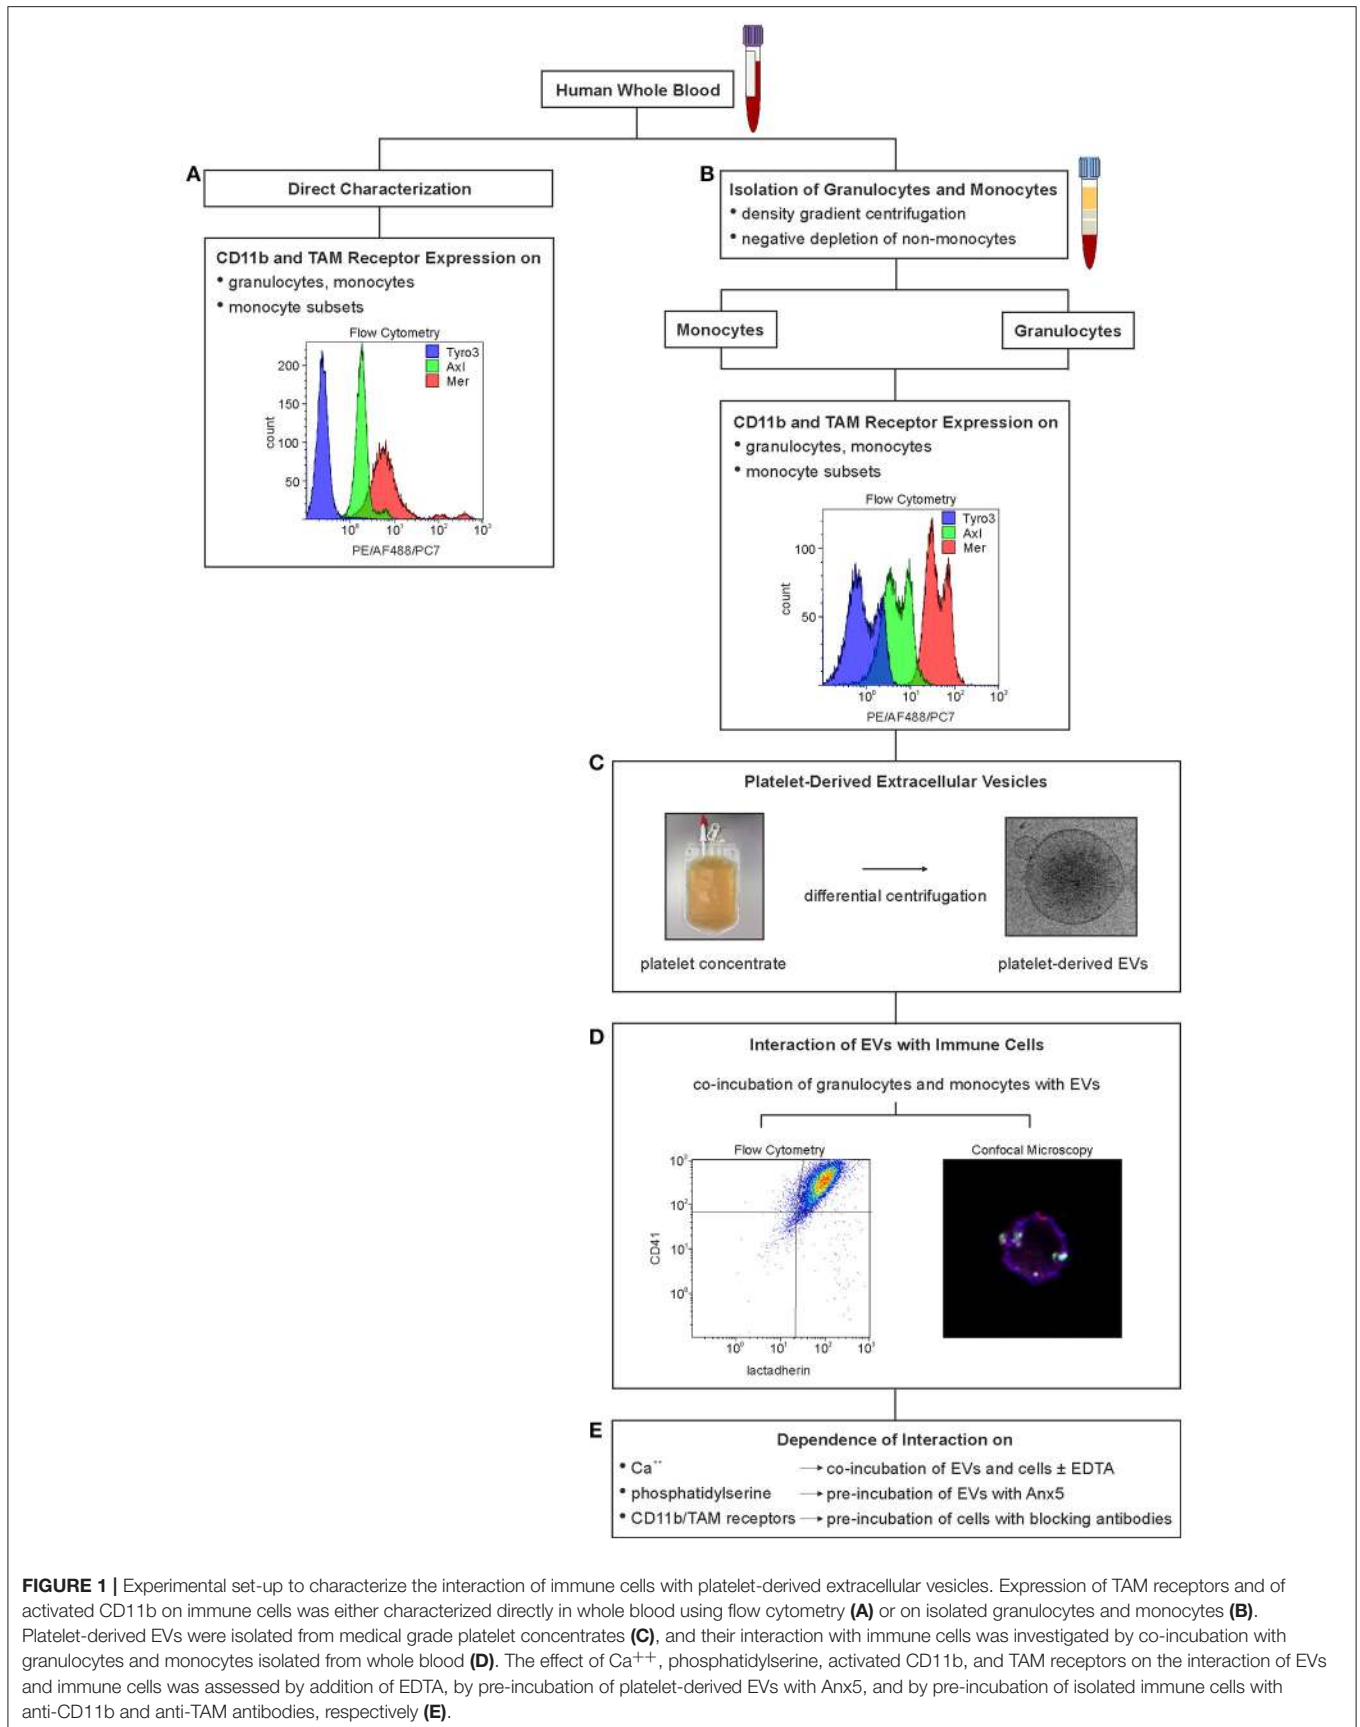 Human Whole Blood
A
Direct Characterization
CD11b and TAM Receptor Expression on
• granulocytes, monocytes
• monocyte subsets
Flow Cytometry
Tyro3
Axl
Mer
200
150
100
50
count
10⁰ 10¹ 10² 10³
PE/AF488/PC7
B
Isolation of Granulocytes and Monocytes
• density gradient centrifugation
• negative depletion of non-monocytes
Monocytes
Granulocytes
CD11b and TAM Receptor Expression on
• granulocytes, monocytes
• monocyte subsets
Flow Cytometry
Tyro3
Axl
Mer
100
50
count
10⁰ 10¹ 10² 10³
PE/AF488/PC7
C
Platelet-Derived Extracellular Vesicles
differential centrifugation
platelet concentrate
platelet-derived EVs
D
Interaction of EVs with Immune Cells
co-incubation of granulocytes and monocytes with EVs
Flow Cytometry
10²
10¹
10⁰
CD41
10⁰ 10¹ 10² 10³
lactadherin
Confocal Microscopy
E
Dependence of Interaction on
• Ca⁺⁺ → co-incubation of EVs and cells ± EDTA
• phosphatidylserine → pre-incubation of EVs with Anx5
• CD11b/TAM receptors → pre-incubation of cells with blocking antibodies
FIGURE 1 | Experimental set-up to characterize the interaction of immune cells with platelet-derived extracellular vesicles. Expression of TAM receptors and of
activated CD11b on immune cells was either characterized directly in whole blood using flow cytometry (A) or on isolated granulocytes and monocytes (B).
Platelet-derived EVs were isolated from medical grade platelet concentrates (C), and their interaction with immune cells was investigated by co-incubation with
granulocytes and monocytes isolated from whole blood (D). The effect of Ca⁺⁺, phosphatidylserine, activated CD11b, and TAM receptors on the interaction of EVs
and immune cells was assessed by addition of EDTA, by pre-incubation of platelet-derived EVs with Anx5, and by pre-incubation of isolated immune cells with
anti-CD11b and anti-TAM antibodies, respectively (E).